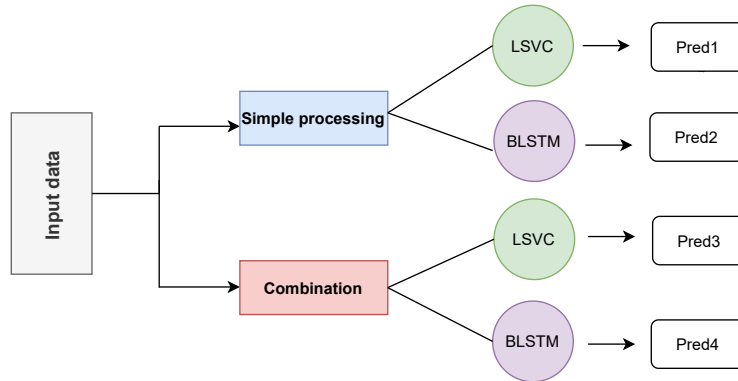 Input data
Simple processing
LSVC
Pred1
BLSTM
Pred2
Combination
LSVC
Pred3
BLSTM
Pred4